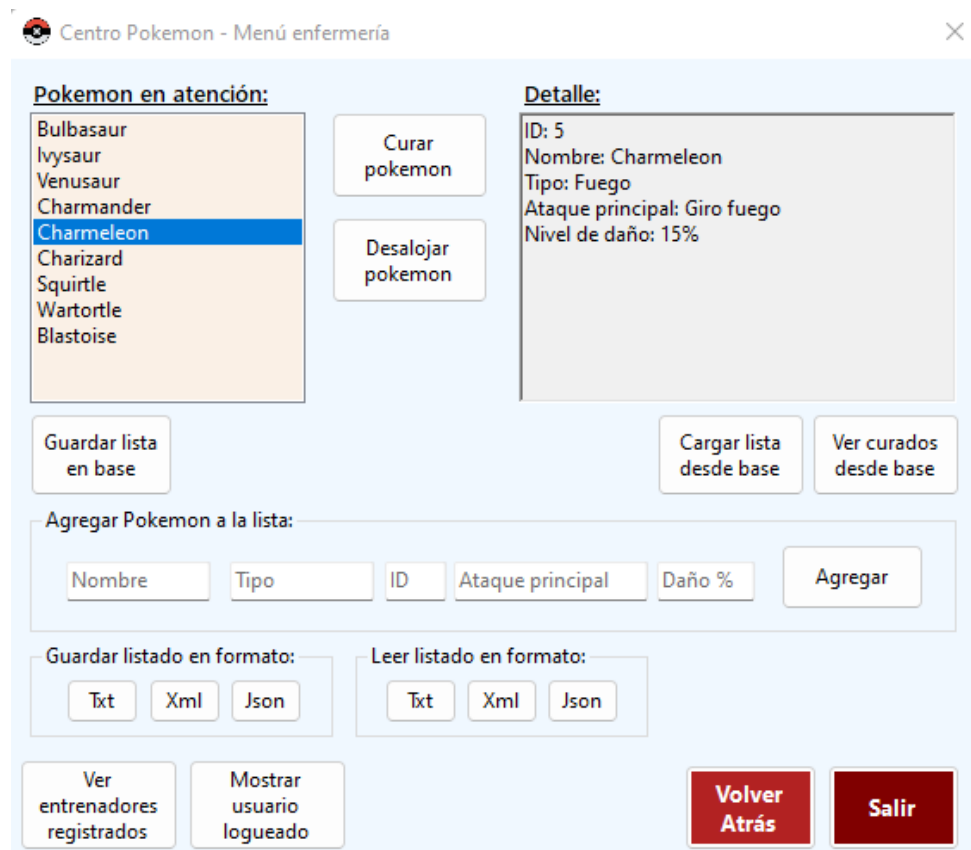 Centro Pokemon - Menú enfermería
Pokemon en atención:
Bulbasaur
Ivysaur
Venusaur
Charmander
Charmeleon
Charizard
Squirtle
Wartortle
Blastoise
Curar
pokemon
Desalojar
pokemon
Detalle:
ID: 5
Nombre: Charmeleon
Tipo: Fuego
Ataque principal: Giro fuego
Nivel de daño: 15%
Guardar lista
en base
Cargar lista
desde base
Ver curados
desde base
Agregar Pokemon a la lista:
Nombre
Tipo
ID
Ataque principal
Daño %
Agregar
Guardar listado en formato:
Txt
Xml
Json
Leer listado en formato:
Txt
Xml
Json
Ver
entrenadores
registrados
Mostrar
usuario
logueado
Volver
Atrás
Salir